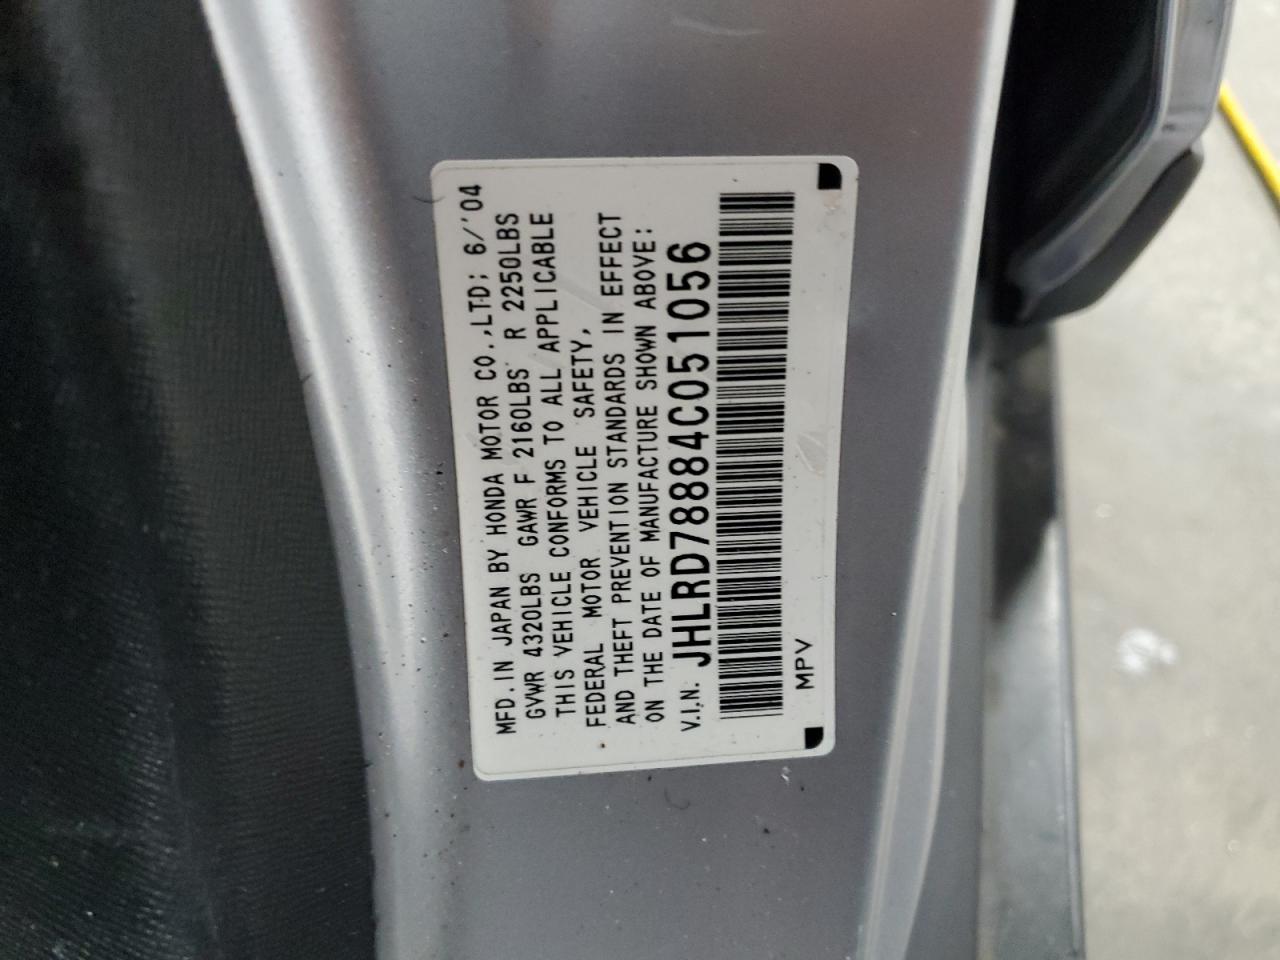 MFD. IN JAPAN BY HONDA MOTOR CO., LTD; 6/'04
GVWR 4320LBS GAWR F 2160LBS R 2250LBS
THIS VEHICLE CONFORMS TO ALL APPLICABLE
FEDERAL MOTOR VEHICLE SAFETY,
AND THEFT PREVENTION STANDARDS IN EFFECT
ON THE DATE OF MANUFACTURE SHOWN ABOVE:
V.I.N. JHLRD78884C051056
MPV